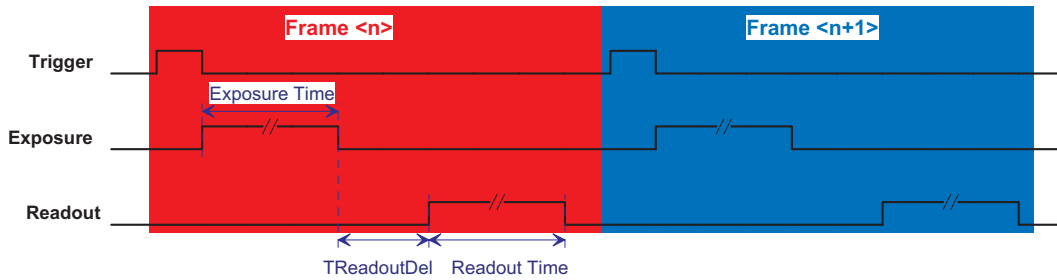 Frame <n>
Frame <n+1>
Trigger
Exposure Time
Exposure
Readout
TReadoutDel
Readout Time